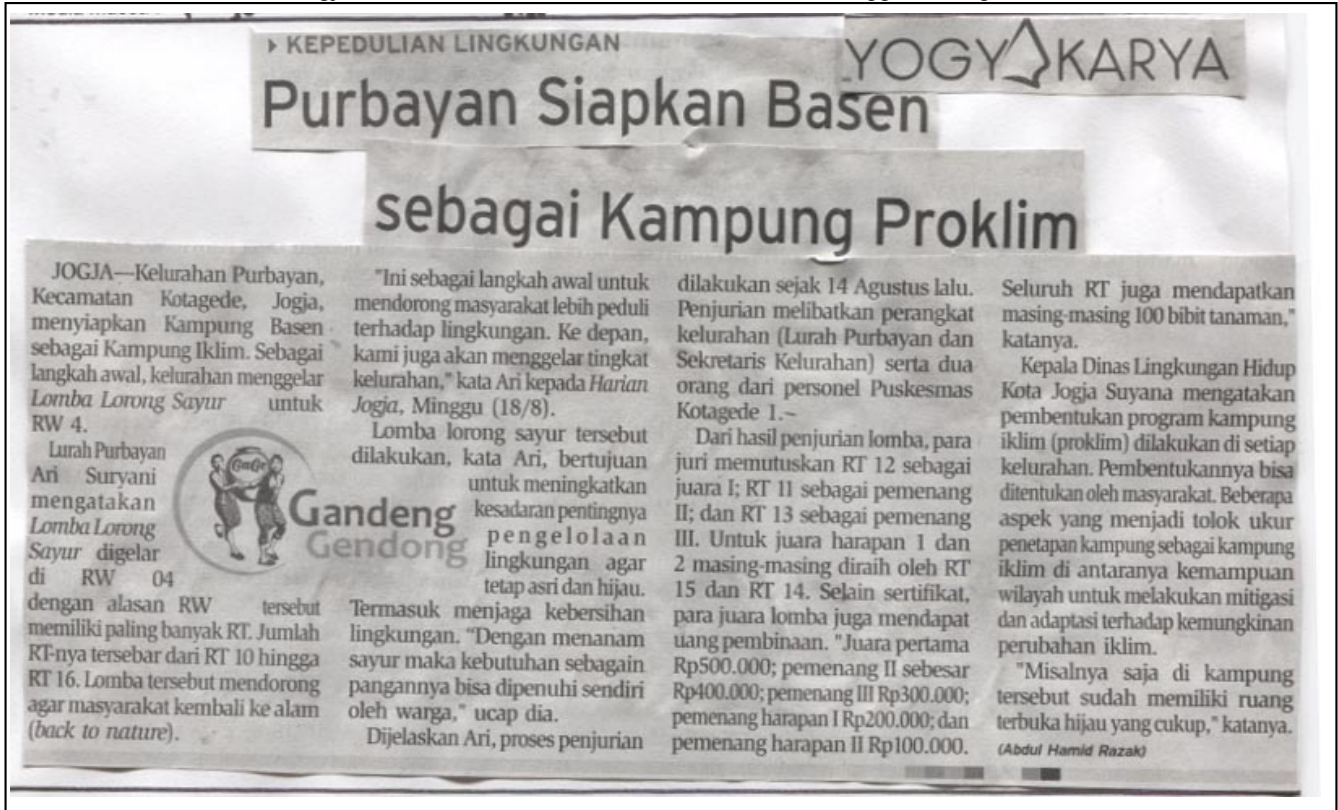 KEPEDULIAN LINGKUNGAN
YOGYAKARYA
Purbayan Siapkan Basen
sebagai Kampung Proklim
JOGJA—Kelurahan Purbayan,
Kecamatan Kotagede, Jogja,
menyiapkan Kampung Basen
sebagai Kampung Iklim. Sebagai
langkah awal, kelurahan menggelar
Lomba Lorong Sayur untuk
RW 4.
Lurah Purbayan
Ari Suryani
mengatakan
Lomba Lorong
Sayur digelar
di RW 04
dengan alasan RW tersebut
memiliki paling banyak RT. Jumlah
RT-nya tersebar dari RT 10 hingga
RT 16. Lomba tersebut mendorong
agar masyarakat kembali ke alam
(back to nature).
GaGe
Gandeng
Gendong
"Ini sebagai langkah awal untuk
mendorong masyarakat lebih peduli
terhadap lingkungan. Ke depan,
kami juga akan menggelar tingkat
kelurahan," kata Ari kepada Harian
Jogja, Minggu (18/8).
Lomba lorong sayur tersebut
dilakukan, kata Ari, bertujuan
untuk meningkatkan
kesadaran pentingnya
pengelolaan
lingkungan agar
tetap asri dan hijau.
Termasuk menjaga kebersihan
lingkungan. "Dengan menanam
sayur maka kebutuhan sebagain
pangannya bisa dipenuhi sendiri
oleh warga," ucap dia.
Dijelaskan Ari, proses penjurian
dilakukan sejak 14 Agustus lalu.
Penjurian melibatkan perangkat
kelurahan (Lurah Purbayan dan
Sekretaris Kelurahan) serta dua
orang dari personel Puskesmas
Kotagede 1.~
Dari hasil penjurian lomba, para
juri memutuskan RT 12 sebagai
juara I; RT 11 sebagai pemenang
II; dan RT 13 sebagai pemenang
III. Untuk juara harapan 1 dan
2 masing-masing diraih oleh RT
15 dan RT 14. Selain sertifikat,
para juara lomba juga mendapat
uang pembinaan. "Juara pertama
Rp500.000; pemenang II sebesar
Rp400.000; pemenang III Rp300.000;
pemenang harapan I Rp200.000; dan
pemenang harapan II Rp100.000.
Seluruh RT juga mendapatkan
masing-masing 100 bibit tanaman,"
katanya.
Kepala Dinas Lingkungan Hidup
Kota Jogja Suyana mengatakan
pembentukan program kampung
iklim (proklim) dilakukan di setiap
kelurahan. Pembentukannya bisa
ditentukan oleh masyarakat. Beberapa
aspek yang menjadi tolok ukur
penetapan kampung sebagai kampung
iklim di antaranya kemampuan
wilayah untuk melakukan mitigasi
dan adaptasi terhadap kemungkinan
perubahan iklim.
"Misalnya saja di kampung
tersebut sudah memiliki ruang
terbuka hijau yang cukup," katanya.
(Abdul Hamid Razak)